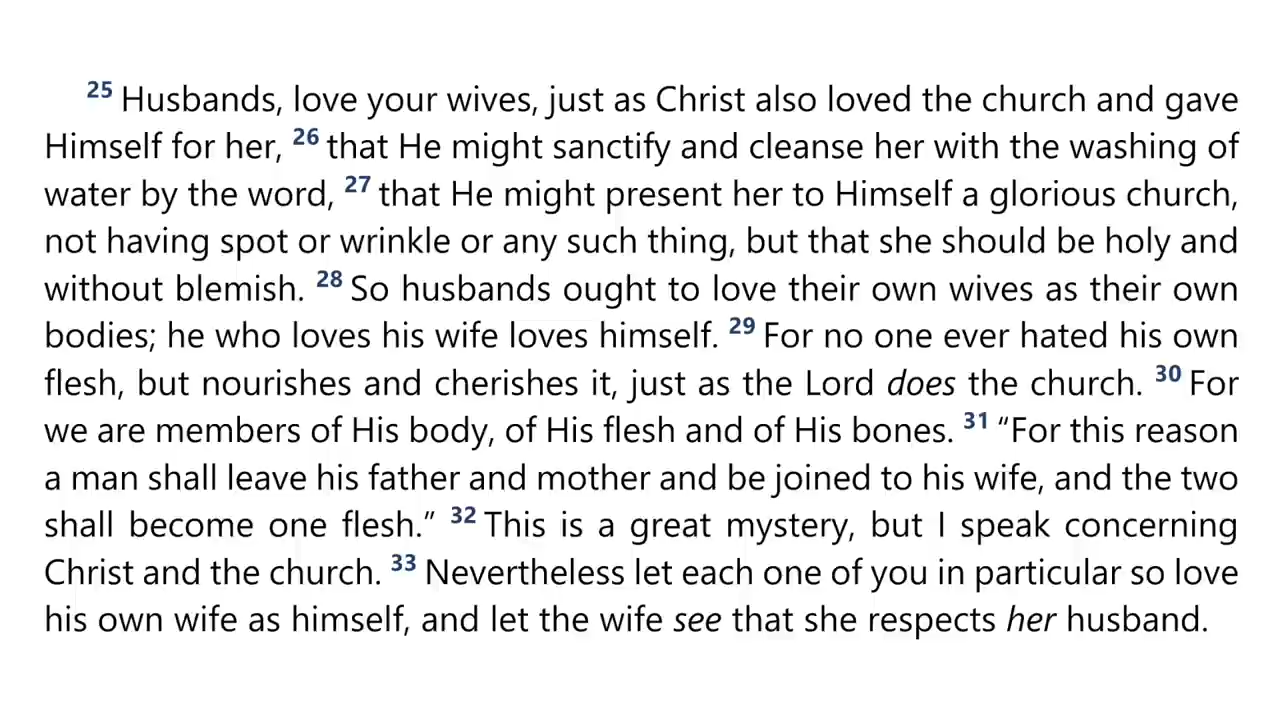 25 Husbands, love your wives, just as Christ also loved the church and gave
Himself for her, 26 that He might sanctify and cleanse her with the washing of
water by the word, 27 that He might present her to Himself a glorious church,
not having spot or wrinkle or any such thing, but that she should be holy and
without blemish. 28 So husbands ought to love their own wives as their own
bodies; he who loves his wife loves himself. 29 For no one ever hated his own
flesh, but nourishes and cherishes it, just as the Lord does the church. 30 For
we are members of His body, of His flesh and of His bones. 31 “For this reason
a man shall leave his father and mother and be joined to his wife, and the two
shall become one flesh.” 32 This is a great mystery, but I speak concerning
Christ and the church. 33 Nevertheless let each one of you in particular so love
his own wife as himself, and let the wife see that she respects her husband.